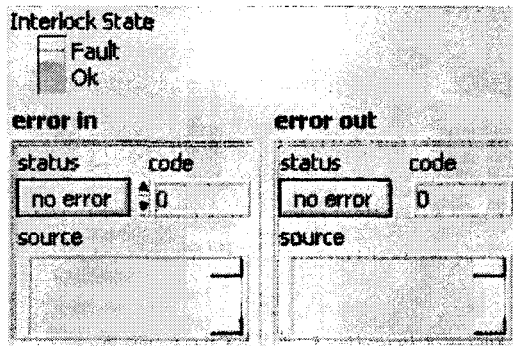 Interlock State
Fault
Ok
error in
error out
status code
status code
no error 0
no error 0
source
source